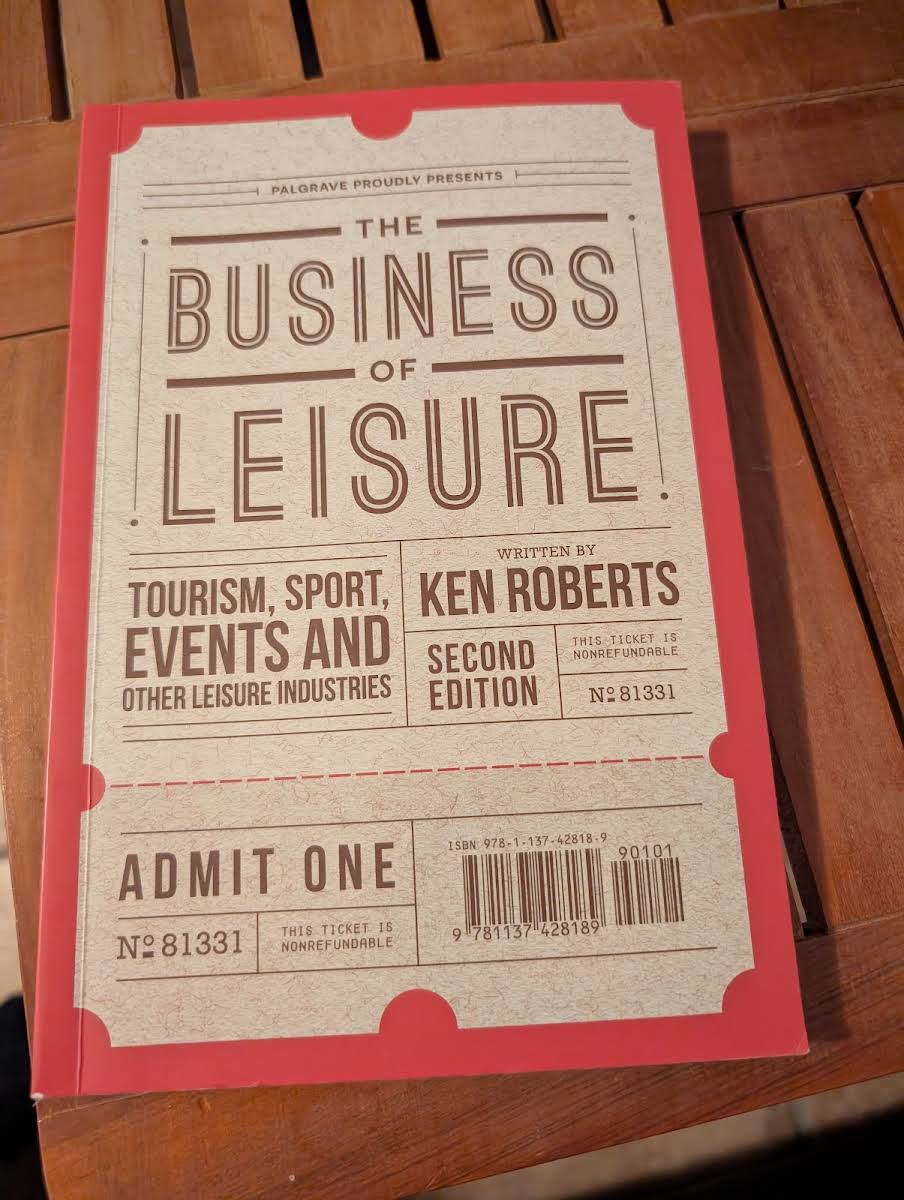 PALGRAVE PROUDLY PRESENTS
THE
BUSINESS
OF
LEISURE
TOURISM, SPORT,
EVENTS AND
OTHER LEISURE INDUSTRIES
WRITTEN BY
KEN ROBERTS
SECOND
EDITION
THIS TICKET IS
NONREFUNDABLE
Nº 81331
ADMIT ONE
Nº 81331
THIS TICKET IS
NONREFUNDABLE
ISBN 978-1-137-42818-9
90101
9 781137 428189